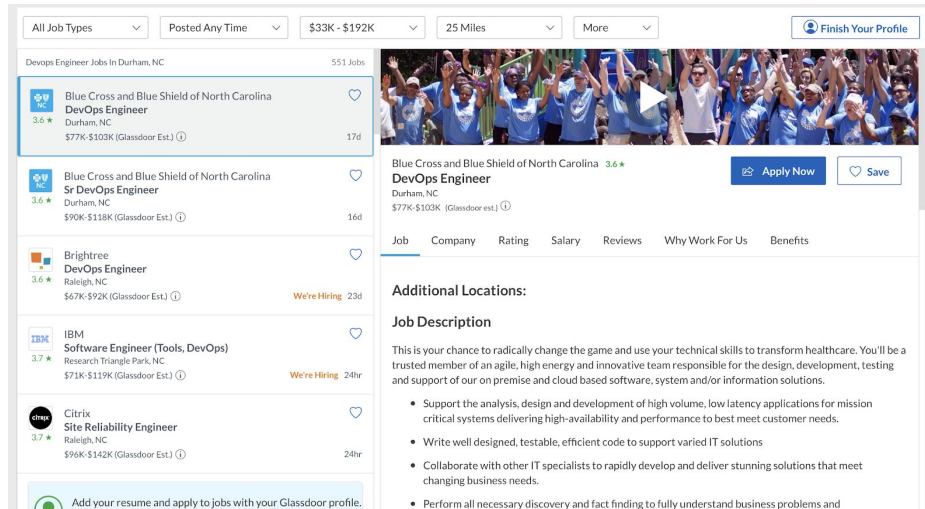 All Job Types
Posted Any Time
$33K - $192K
25 Miles
More
Finish Your Profile
Devops Engineer Jobs In Durham, NC
551 Jobs
Blue Cross and Blue Shield of North Carolina
DevOps Engineer
3.6 ★
Durham, NC
$77K-$103K (Glassdoor Est.)
17d
Blue Cross and Blue Shield of North Carolina
Sr DevOps Engineer
3.6 ★
Durham, NC
$90K-$118K (Glassdoor Est.)
16d
Brightree
DevOps Engineer
3.6 ★
Raleigh, NC
$67K-$92K (Glassdoor Est.)
We're Hiring 23d
IBM
IBM
Software Engineer (Tools, DevOps)
3.7 ★
Research Triangle Park, NC
$71K-$119K (Glassdoor Est.)
We're Hiring 24hr
CITRIX
Citrix
Site Reliability Engineer
3.7 ★
Raleigh, NC
$96K-$142K (Glassdoor Est.)
24hr
Add your resume and apply to jobs with your Glassdoor profile.
Blue Cross and Blue Shield of North Carolina 3.6 ★
DevOps Engineer
Durham, NC
$77K-$103K (Glassdoor est.)
Apply Now
Save
Job Company Rating Salary Reviews Why Work For Us Benefits
Additional Locations:
Job Description
This is your chance to radically change the game and use your technical skills to transform healthcare. You'll be a
trusted member of an agile, high energy and innovative team responsible for the design, development, testing
and support of our on premise and cloud based software, system and/or information solutions.
• Support the analysis, design and development of high volume, low latency applications for mission
critical systems delivering high-availability and performance to best meet customer needs.
• Write well designed, testable, efficient code to support varied IT solutions
• Collaborate with other IT specialists to rapidly develop and deliver stunning solutions that meet
changing business needs.
• Perform all necessary discovery and fact finding to fully understand business problems and